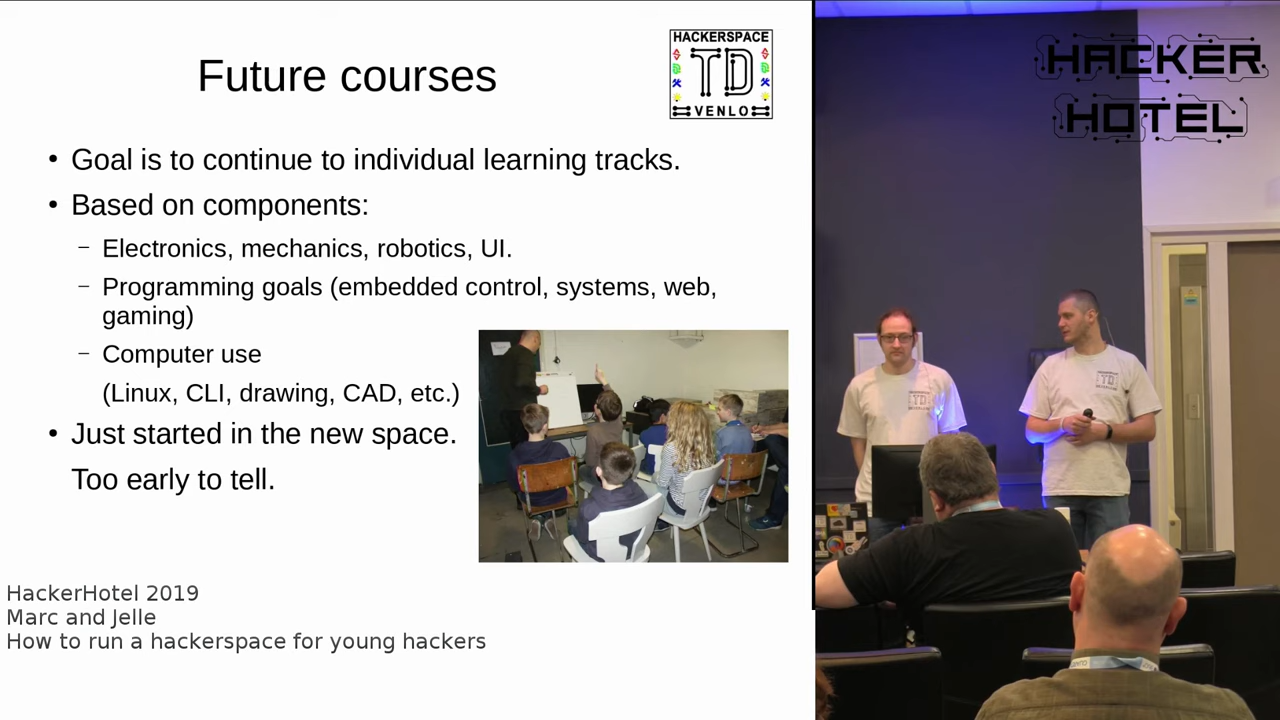 Future courses
HACKERSPACE
TD
VENLO
• Goal is to continue to individual learning tracks.
• Based on components:
– Electronics, mechanics, robotics, UI.
– Programming goals (embedded control, systems, web,
gaming)
– Computer use
(Linux, CLI, drawing, CAD, etc.)
• Just started in the new space.
Too early to tell.
HackerHotel 2019
Marc and Jelle
How to run a hackerspace for young hackers
HACKER
HOTEL
TD
TD